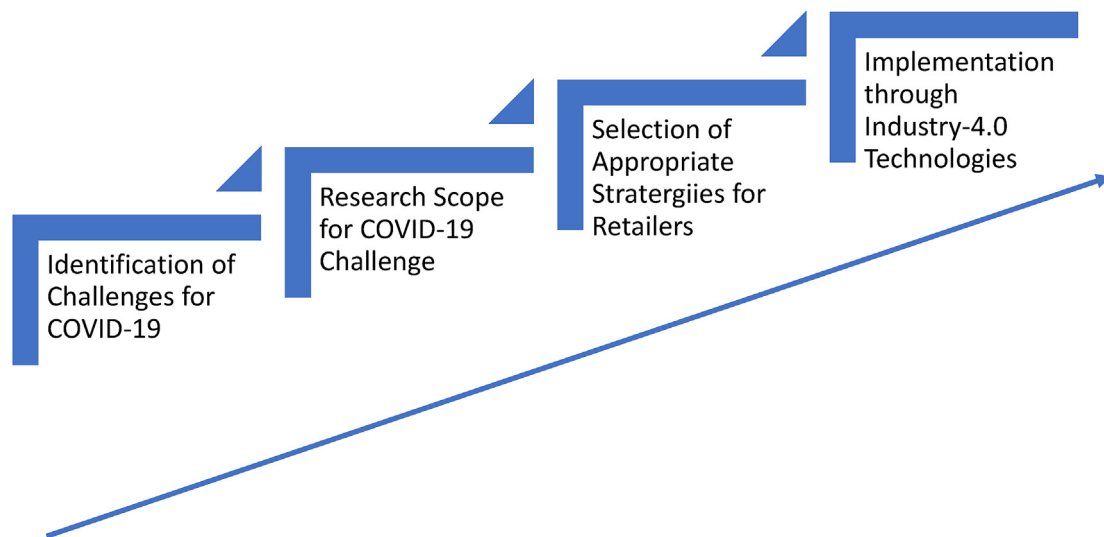 Identification of
Challenges for
COVID-19
Research Scope
for COVID-19
Challenge
Selection of
Appropriate
Stratergiies for
Retailers
Implementation
through
Industry-4.0
Technologies